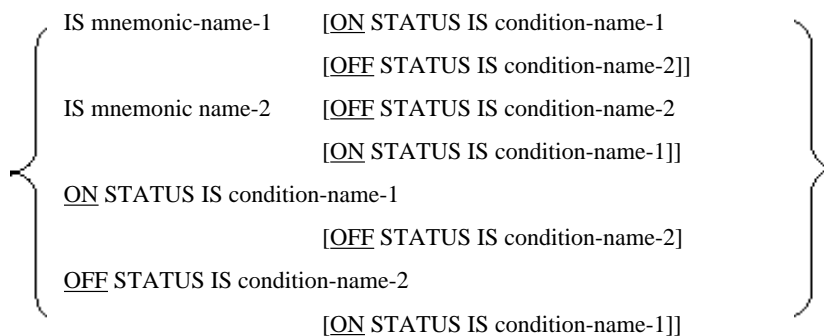 IS mnemonic-name-1 [ON STATUS IS condition-name-1
[OFF STATUS IS condition-name-2]]
IS mnemonic name-2 [OFF STATUS IS condition-name-2
[ON STATUS IS condition-name-1]]
ON STATUS IS condition-name-1
[OFF STATUS IS condition-name-2]
OFF STATUS IS condition-name-2
[ON STATUS IS condition-name-1]]